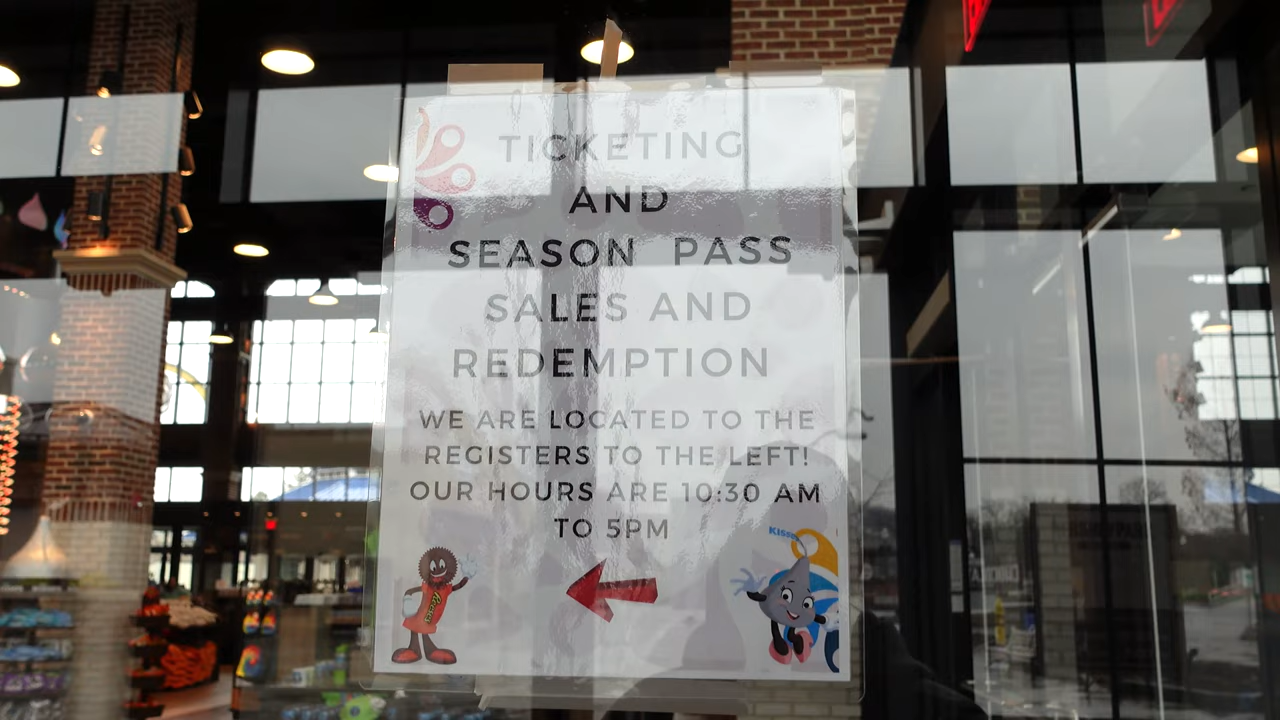 TICKETING
AND
SEASON PASS
SALES AND
REDEMPTION
WE ARE LOCATED TO THE
REGISTERS TO THE LEFT!
OUR HOURS ARE 10:30 AM
TO 5PM
Reese's